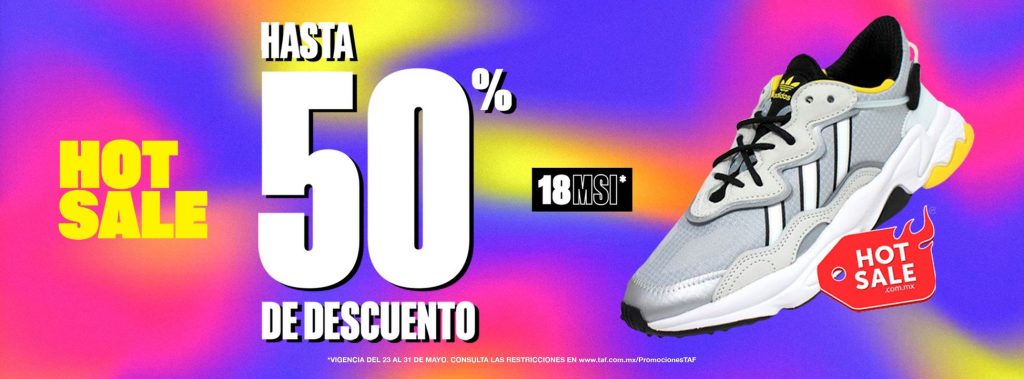 HOT
SALE
HASTA
50%
DE DESCUENTO
18MSI*
adidas
HOT
SALE
.com.mx
*VIGENCIA DEL 23 AL 31 DE MAYO. CONSULTA LAS RESTRICCIONES EN www.taf.com.mx/PromocionesTAF